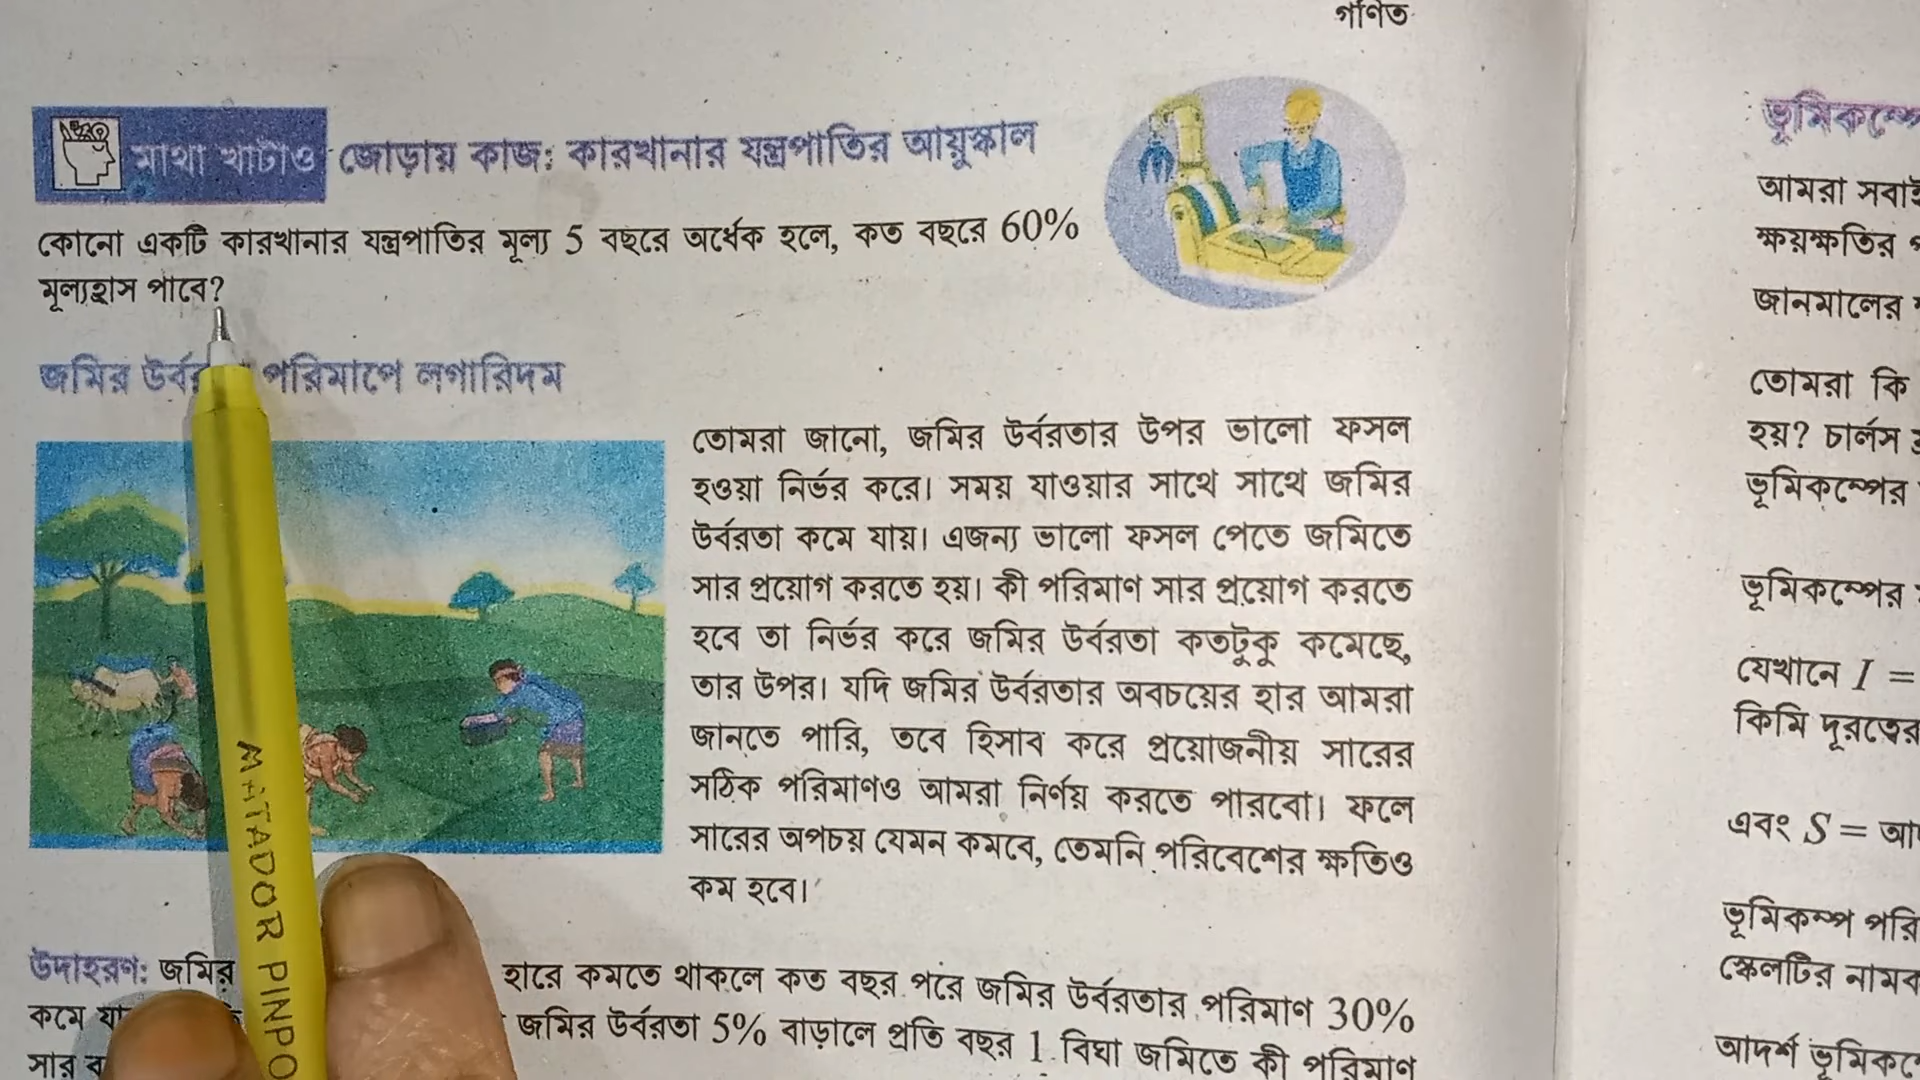 গণিত
মাথা খাটাও জোড়ায় কাজ: কারখানার যন্ত্রপাতির আয়ুষ্কাল
কোনো একটি কারখানার যন্ত্রপাতির মূল্য 5 বছরে অর্ধেক হলে, কত বছরে 60%
মূল্যহ্রাস পাবে?
জমির পরিমাপে লগারিদম
তোমরা জানো, জমির উর্বরতার উপর ভালো ফসল
হওয়া নির্ভর করে। সময় যাওয়ার সাথে সাথে জমির
উর্বরতা কমে যায়। এজন্য ভালো ফসল পেতে জমিতে
সার প্রয়োগ করতে হয়। কী পরিমাণ সার প্রয়োগ করতে
হবে তা নির্ভর করে জমির উর্বরতা কতটুকু কমেছে,
তার উপর। যদি জমির উর্বরতার অবচয়ের হার আমরা
জানতে পারি, তবে হিসাব করে প্রয়োজনীয় সারের
সঠিক পরিমাণও আমরা নির্ণয় করতে পারবো। ফলে
সারের অপচয় যেমন কমবে, তেমনি পরিবেশের ক্ষতিও
কম হবে।
উদাহরণ: জমির হারে কমতে থাকলে কত বছর পরে জমির উর্বরতার পরিমাণ 30%
কমে জমির উর্বরতা 5% বাড়ালে প্রতি বছর 1 বিঘা জমিতে কী পরিমাণ
সার
MATADOR PINPO
আমরা সবাই
ক্ষয়ক্ষতির
জানমালের
তোমরা কি
হয়? চার্লস
ভূমিকম্পের
ভূমিকম্পের
যেখানে I =
কিমি দূরত্বের
এবং S =
ভূমিকম্প
স্কেলটির
আদর্শ